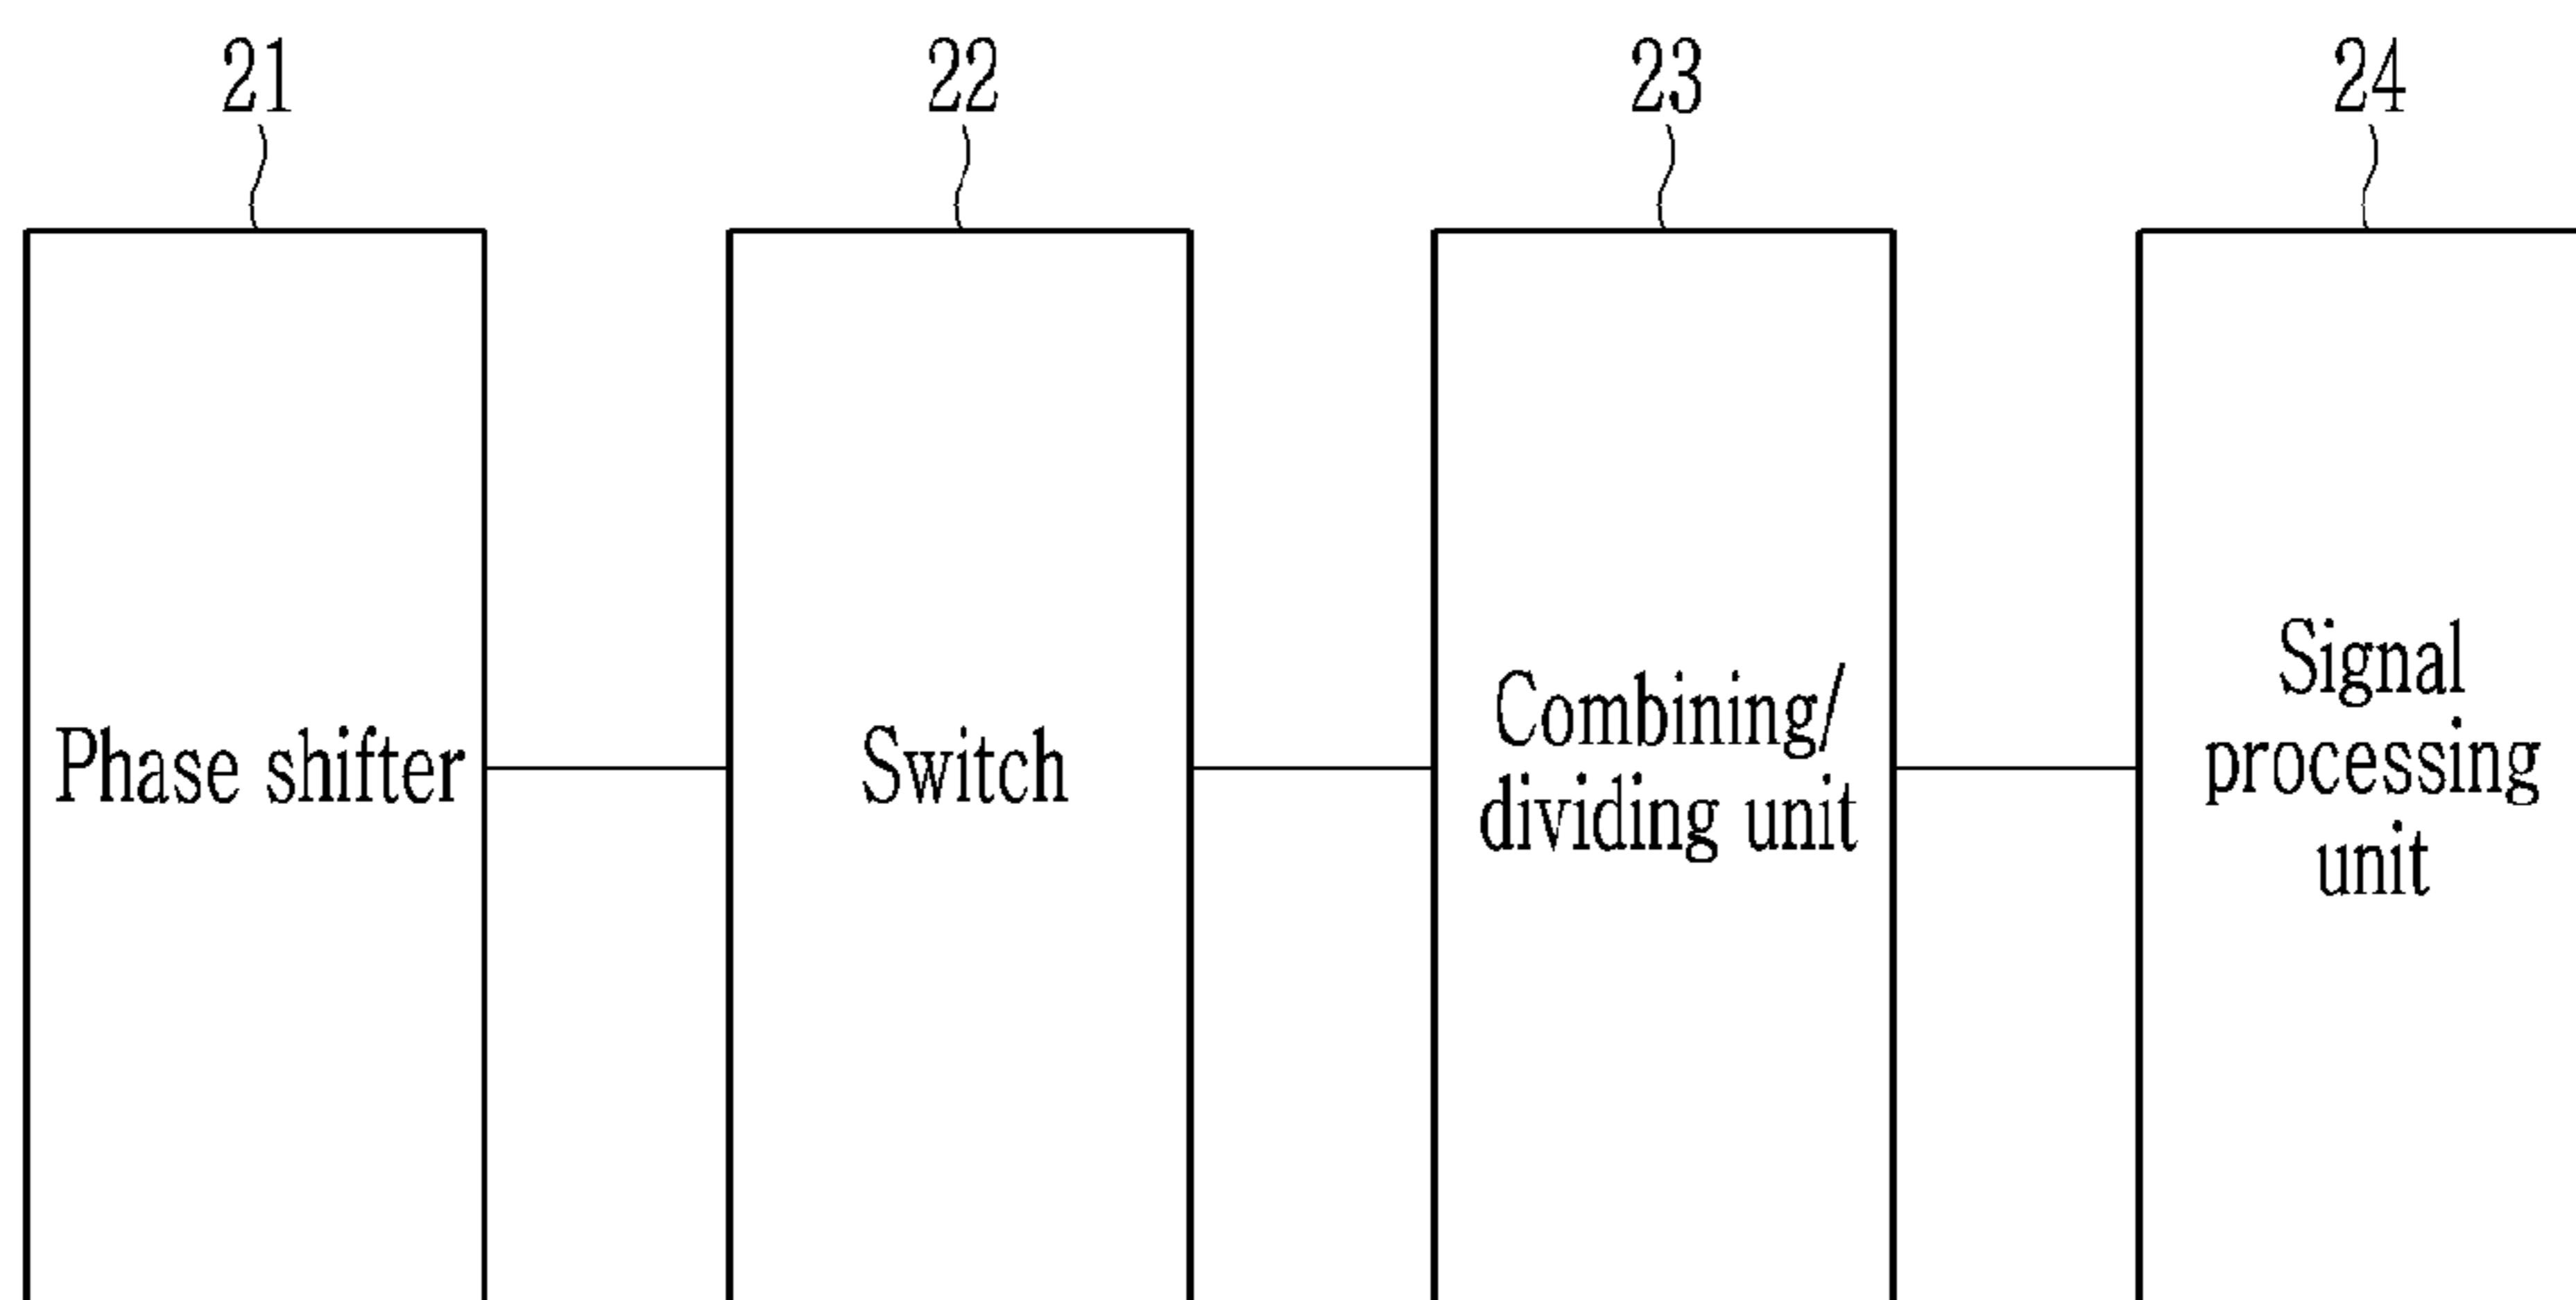 21
22
23
24
Phase shifter
Switch
Combining/
dividing unit
Signal
processing
unit